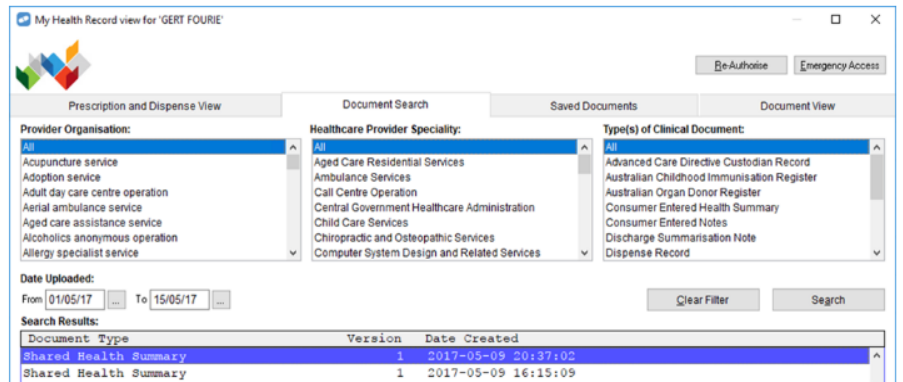 My Health Record view for 'GERT FOURIE'
Re-Authorise Emergency Access
Prescription and Dispense View Document Search Saved Documents Document View
Provider Organisation: Healthcare Provider Speciality: Type(s) of Clinical Document:
All All All
Acupuncture service Aged Care Residential Services Advanced Care Directive Custodian Record
Adoption service Ambulance Services Australian Childhood Immunisation Register
Adult day care centre operation Call Centre Operation Australian Organ Donor Register
Aerial ambulance service Central Government Healthcare Administration Consumer Entered Health Summary
Aged care assistance service Child Care Services Consumer Entered Notes
Alcoholics anonymous operation Chiropractic and Osteopathic Services Discharge Summarisation Note
Allergy specialist service Computer System Design and Related Services Dispense Record
Date Uploaded:
From 01/05/17 ... To 15/05/17 ... Clear Filter Search
Search Results:
Document Type Version Date Created
Shared Health Summary 1 2017-05-09 20:37:02
Shared Health Summary 1 2017-05-09 16:15:09